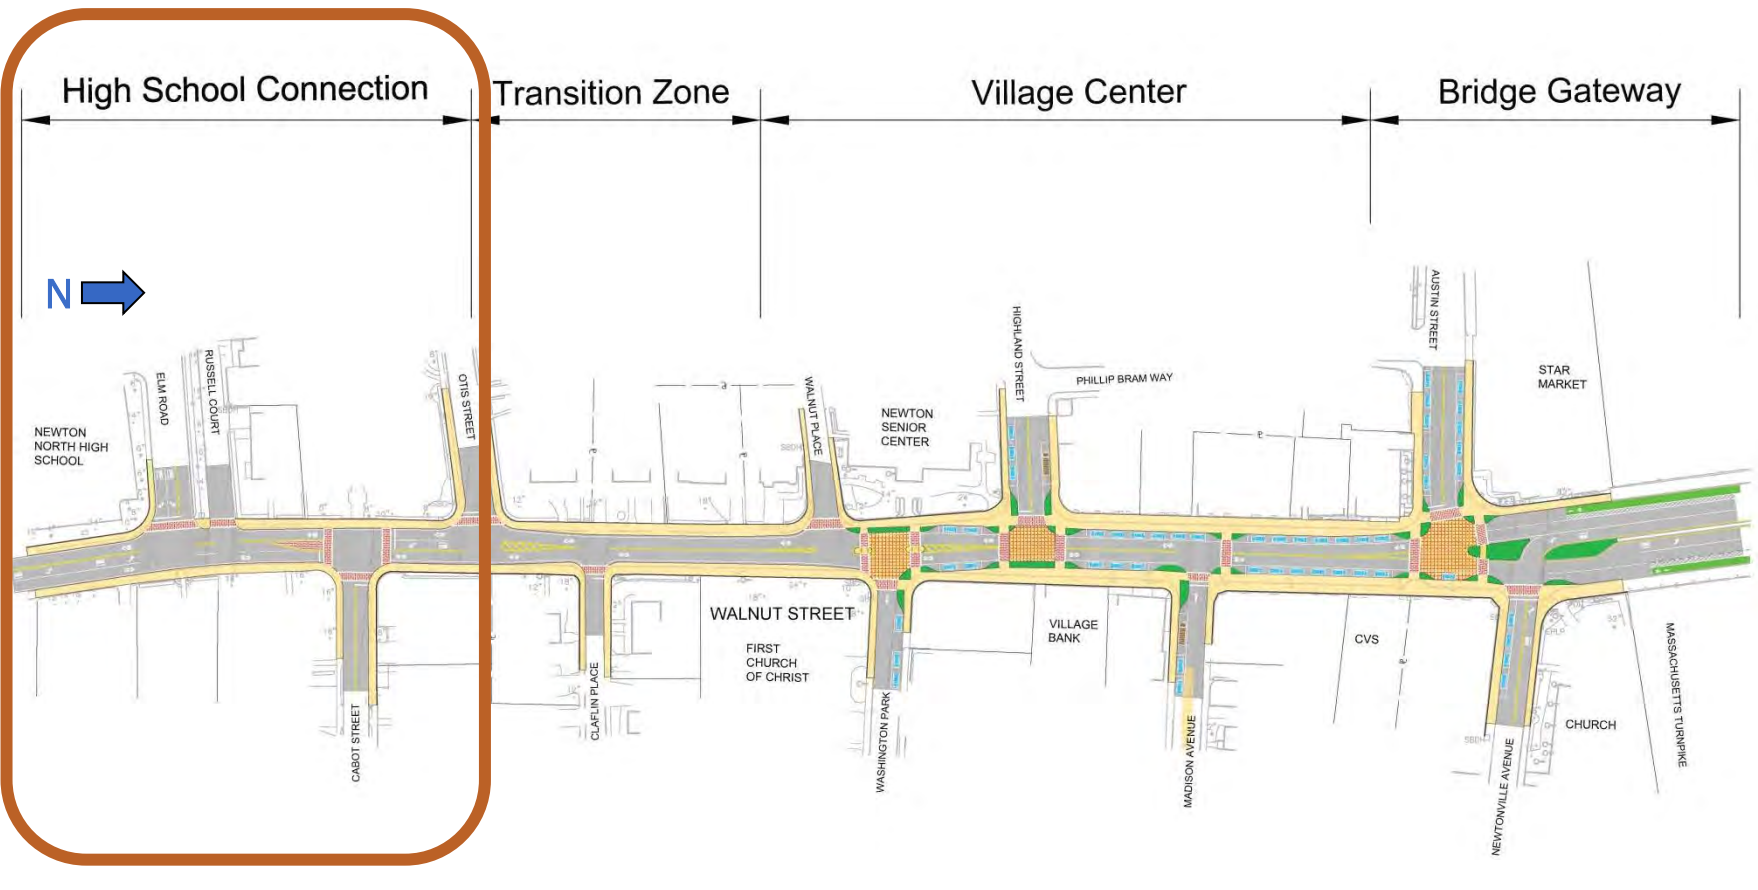 High School Connection
Transition Zone
Village Center
Bridge Gateway
N
NEWTON
NORTH HIGH
SCHOOL
ELM ROAD
RUSSELL COURT
OTIS STREET
WALNUT PLACE
NEWTON
SENIOR
CENTER
HIGHLAND STREET
PHILLIP BRAM WAY
AUSTIN STREET
STAR
MARKET
WALNUT STREET
FIRST
CHURCH
OF CHRIST
VILLAGE
BANK
CVS
CHURCH
CABOT STREET
CLAFLIN PLACE
WASHINGTON PARK
MADISON AVENUE
NEWTONVILLE AVENUE
MASSACHUSETTS TURNPIKE